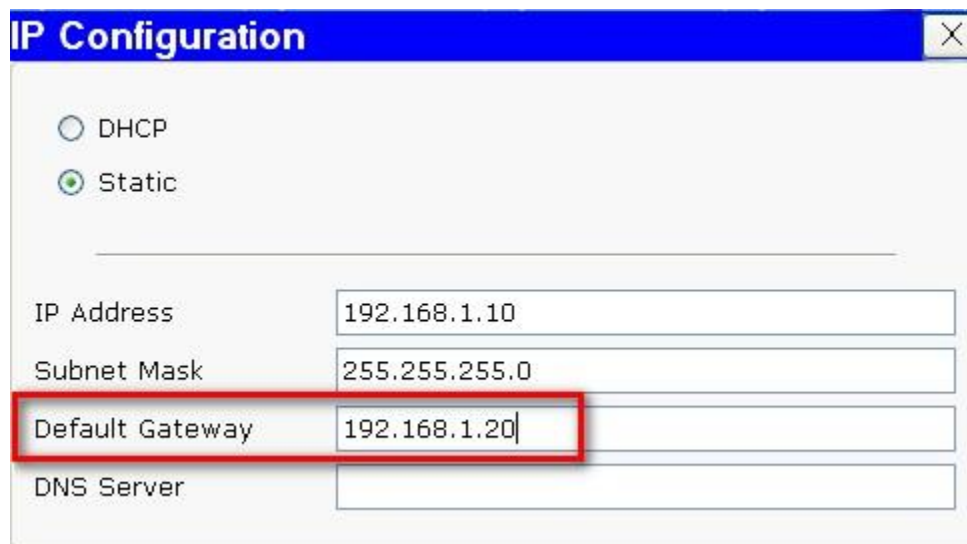 IP Configuration
DHCP
Static
IP Address 192.168.1.10
Subnet Mask 255.255.255.0
Default Gateway 192.168.1.20
DNS Server